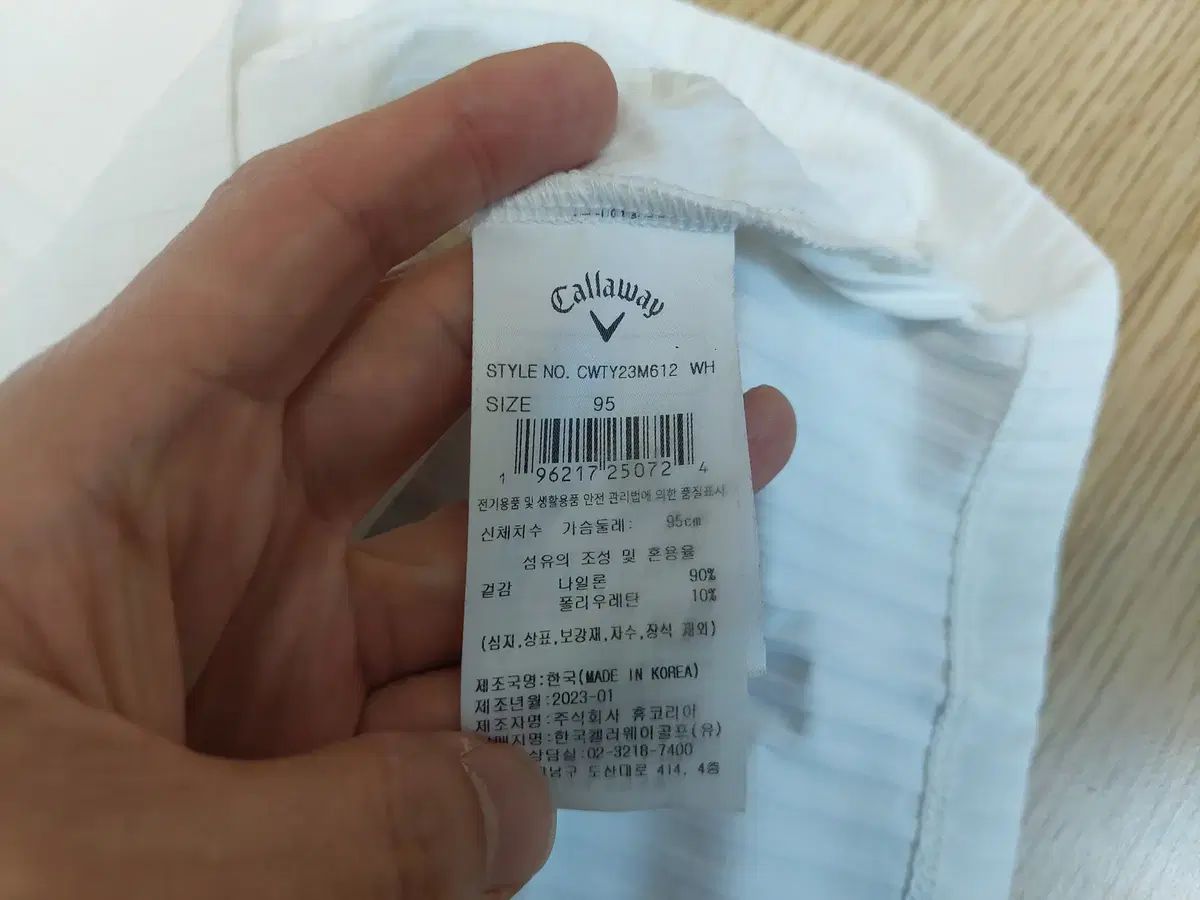 Callaway
STYLE NO. CWTY23M612 WH
SIZE 95
1 96217 25072 4
전기용품 및 생활용품 안전 관리법에 의한 품질표시
신체치수 가슴둘레: 95cm
섬유의 조성 및 혼용율
겉감 나일론 90%
폴리우레탄 10%
(심지,상표,보강재,자수,장식 제외)
제조국명:한국(MADE IN KOREA)
제조년월:2023-01
제조자명:주식회사 홈코리아
한국캘러웨이골프(유)
상담실:02-3218-7400
도산대로 414, 4층